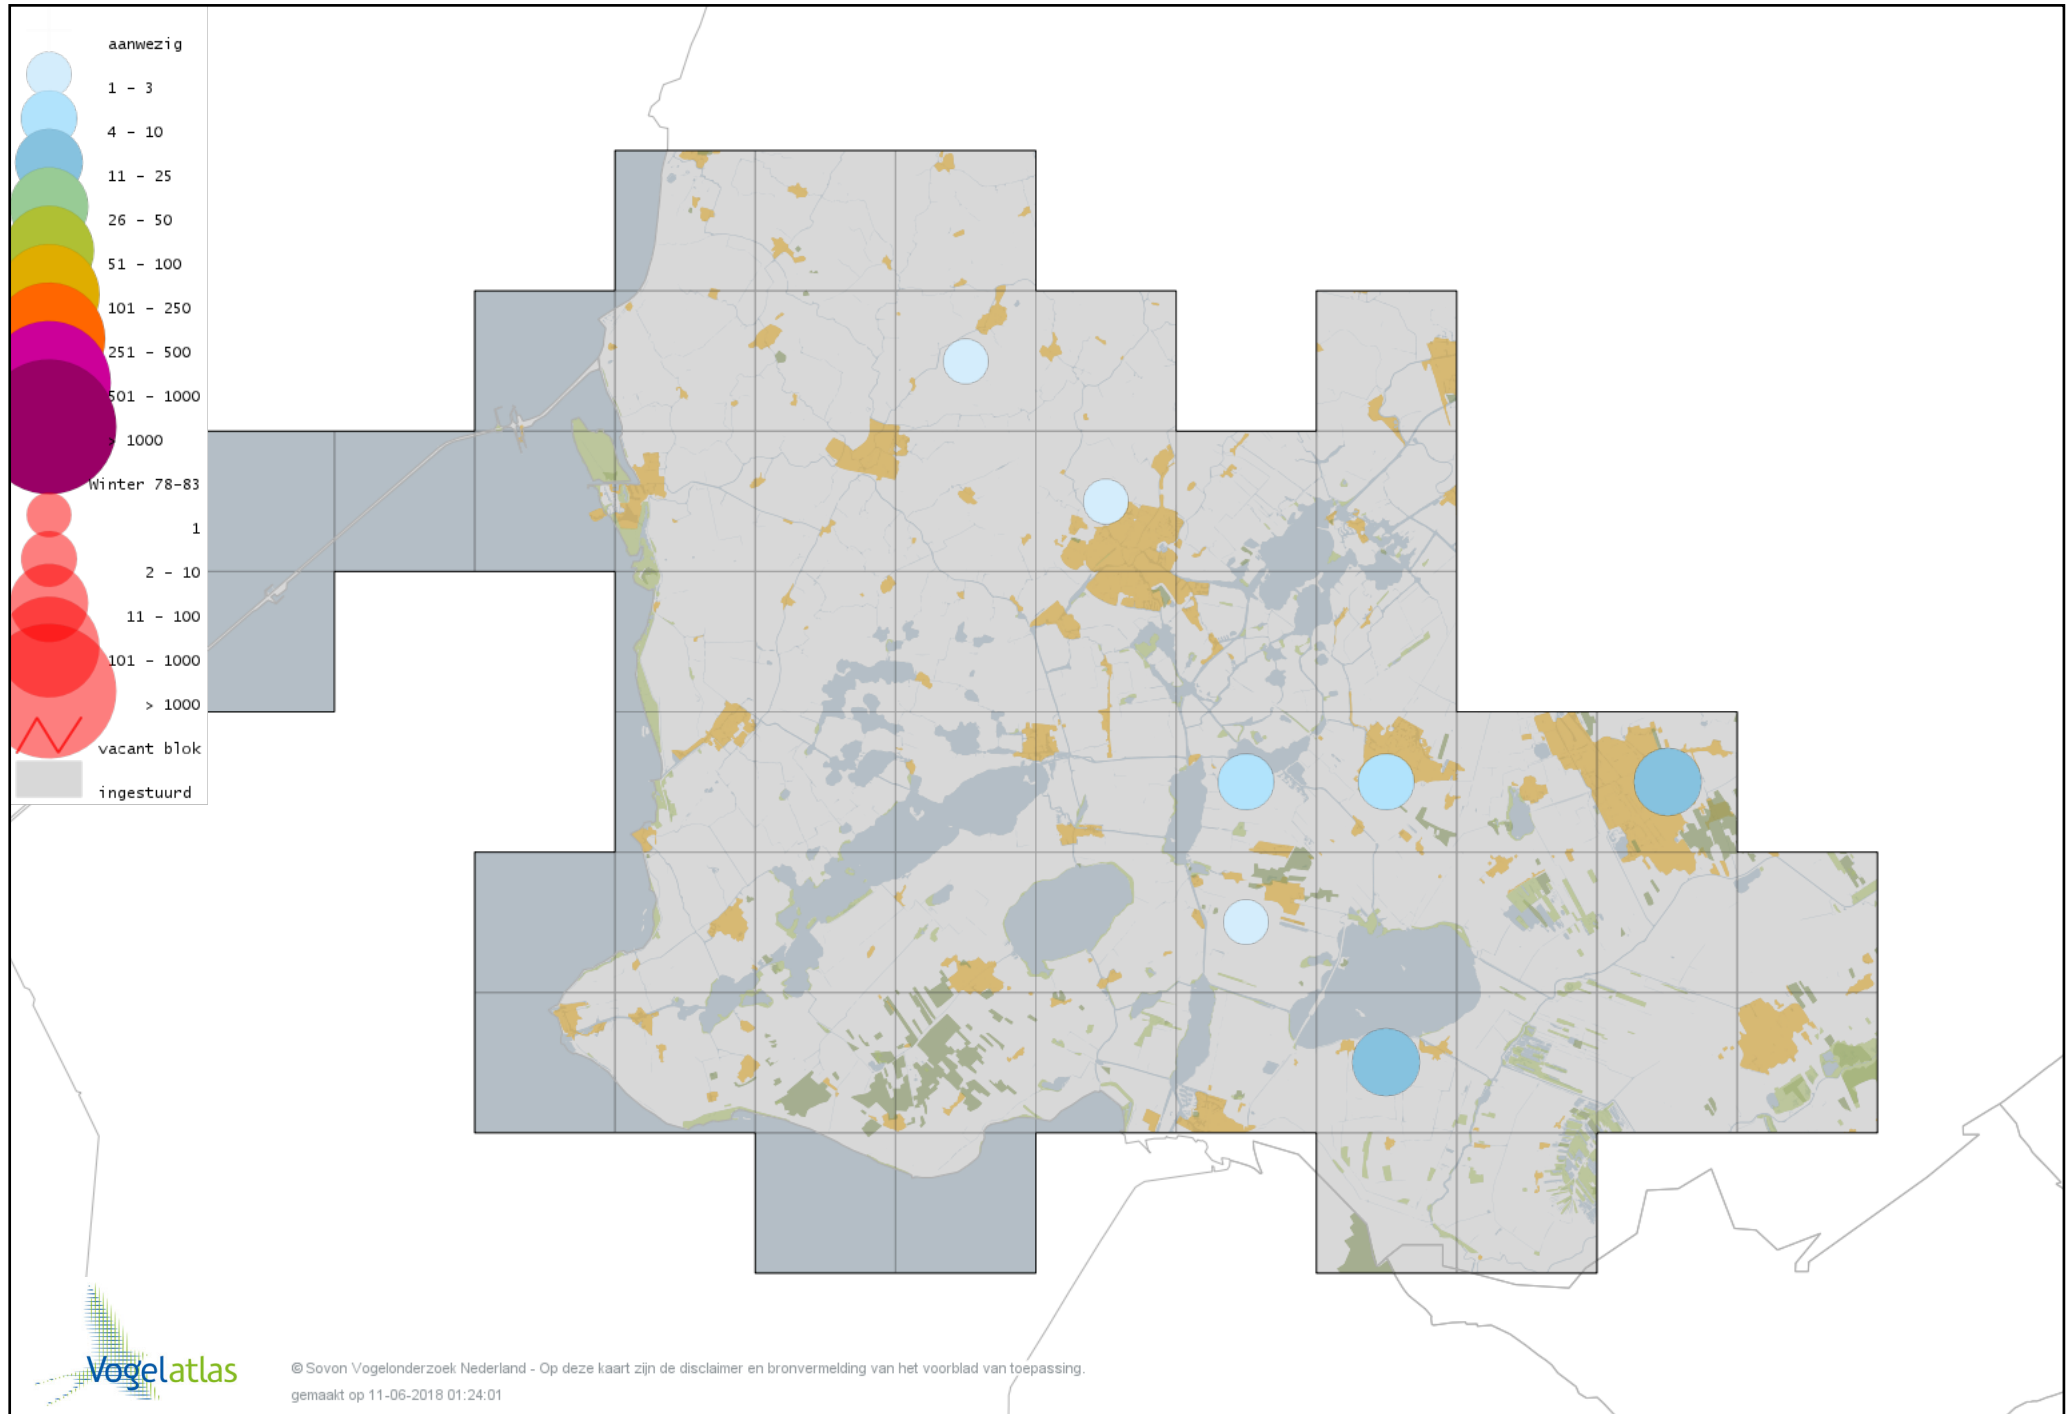 aanwezig
1 - 3
4 - 10
11 - 25
26 - 50
51 - 100
101 - 250
251 - 500
501 - 1000
> 1000
Winter 78-83
1
2 - 10
11 - 100
101 - 1000
> 1000
vacant blok
ingestuurd
Vogelatlas
© Sovon Vogelonderzoek Nederland - Op deze kaart zijn de disclaimer en bronvermelding van het voorblad van toepassing.
gemaakt op 11-06-2018 01:24:01